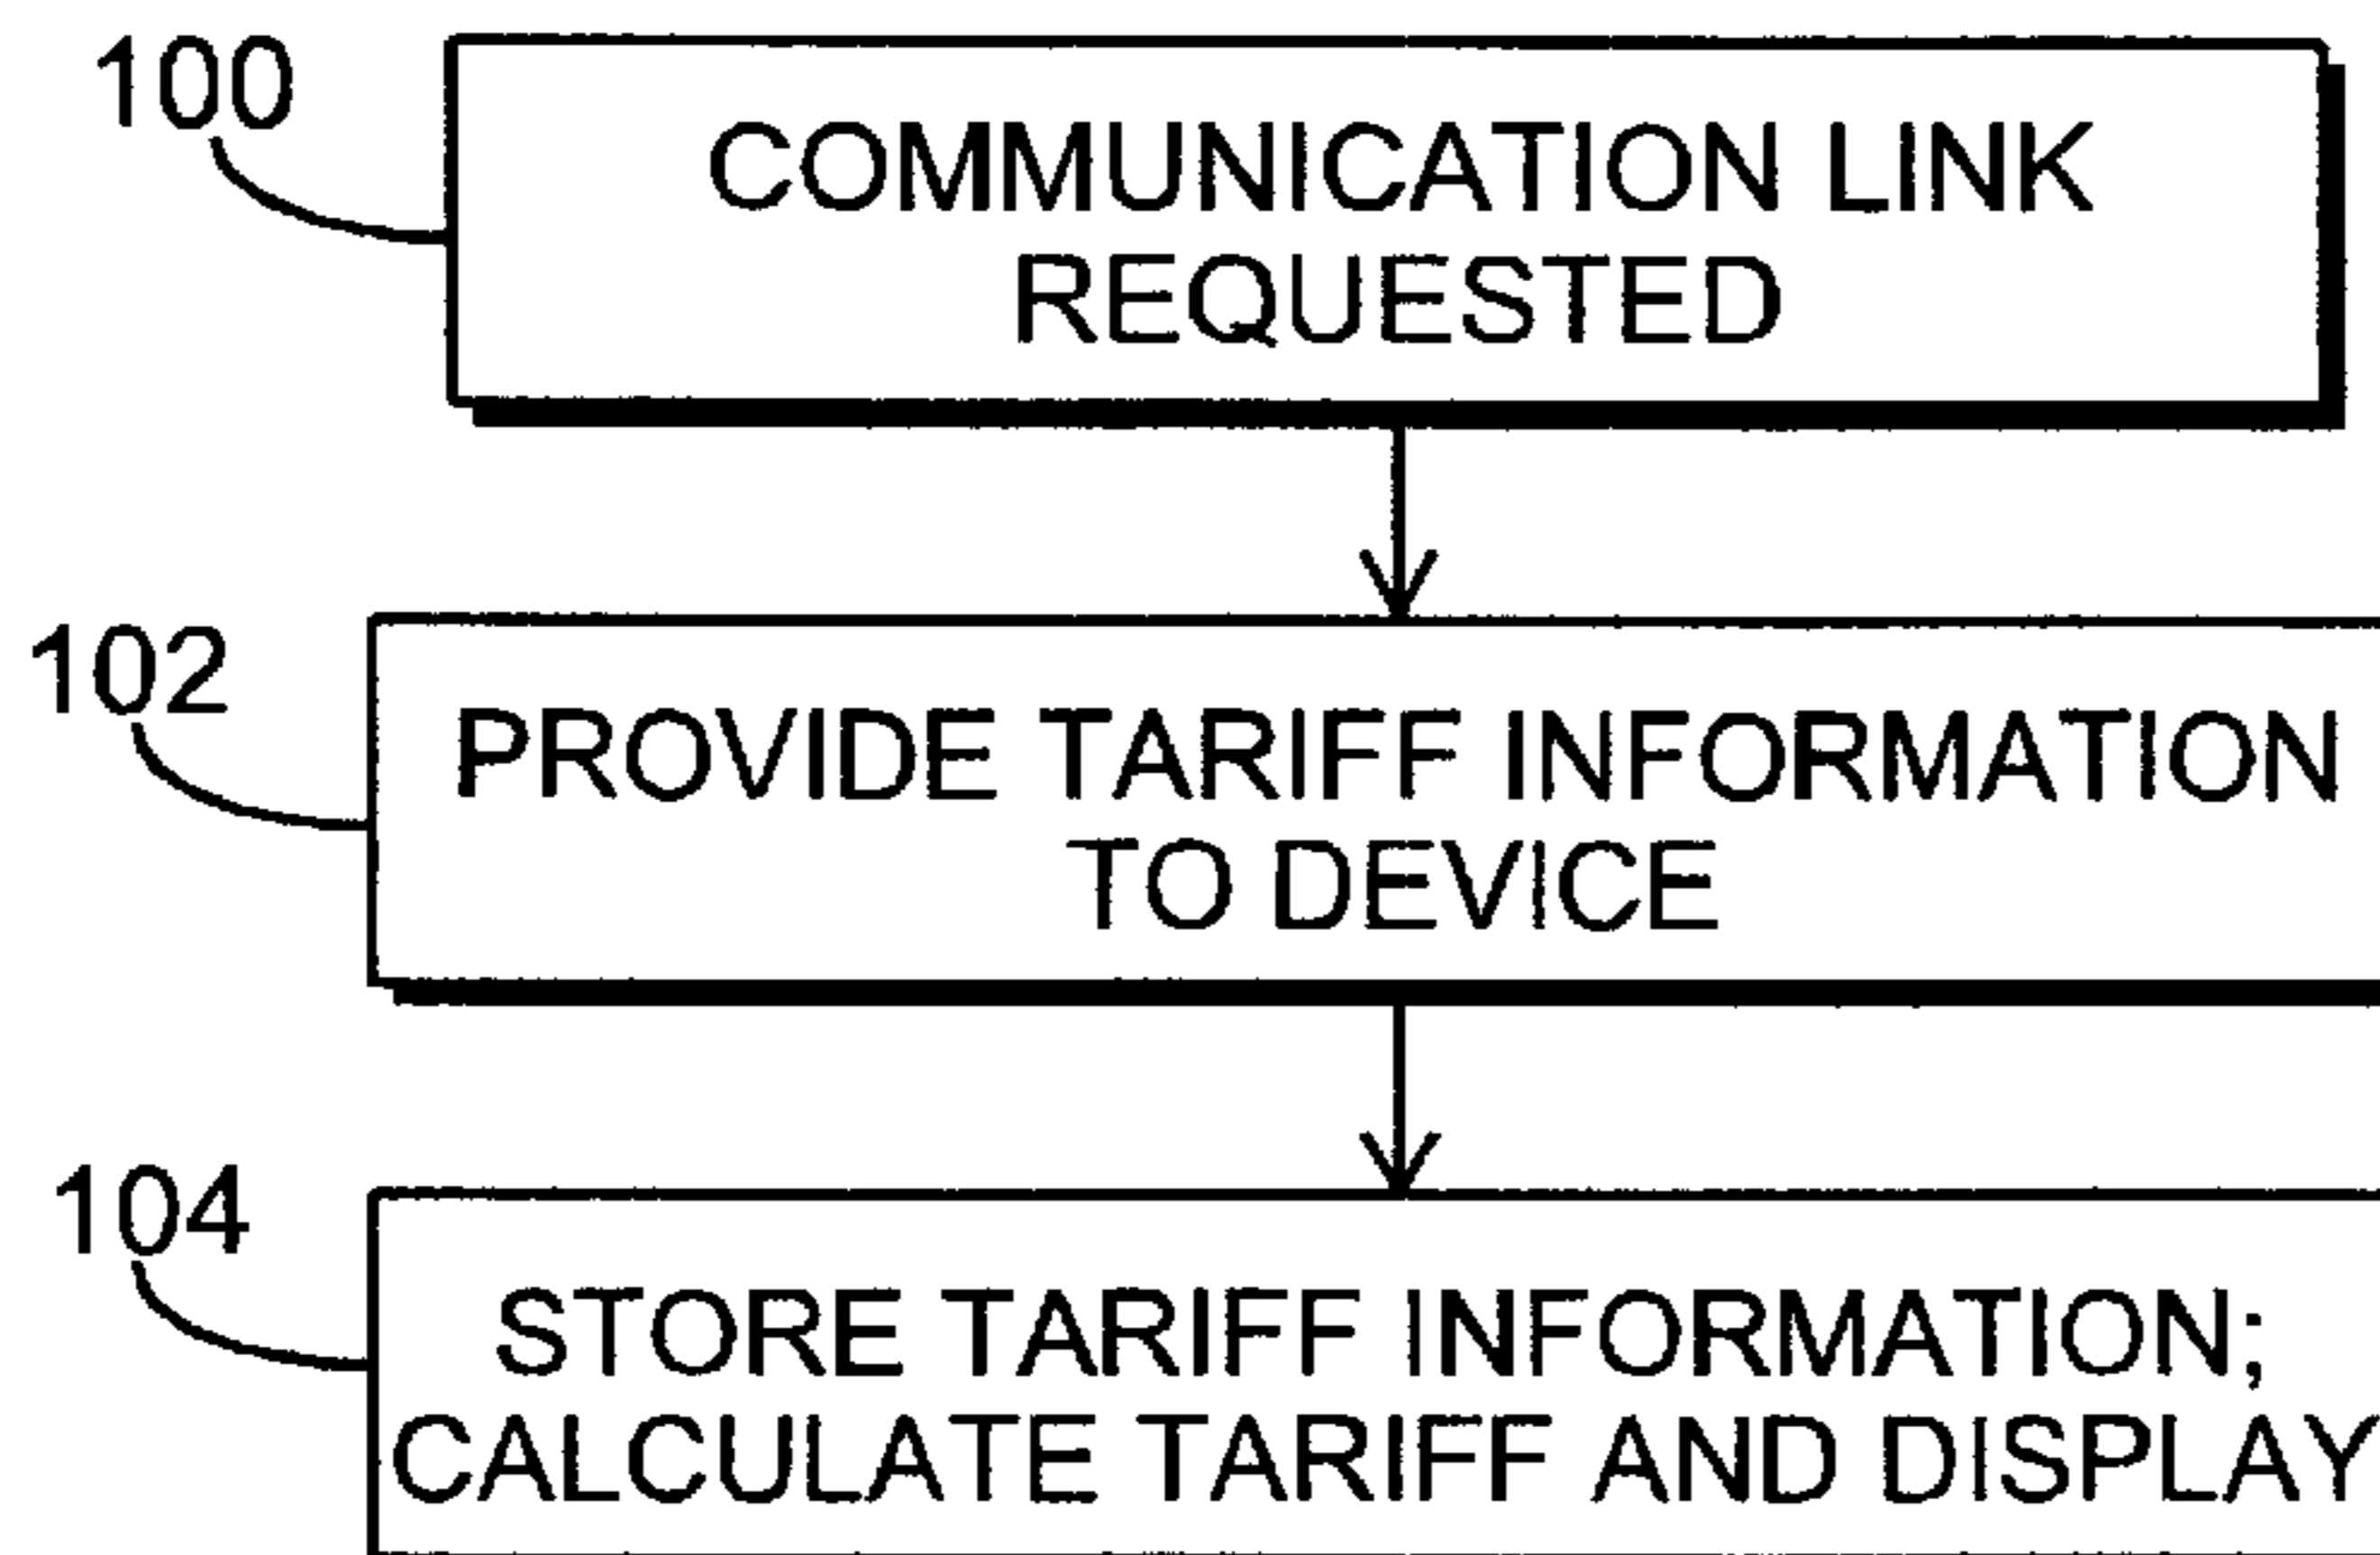 100
COMMUNICATION LINK
REQUESTED
102
PROVIDE TARIFF INFORMATION
TO DEVICE
104
STORE TARIFF INFORMATION;
CALCULATE TARIFF AND DISPLAY